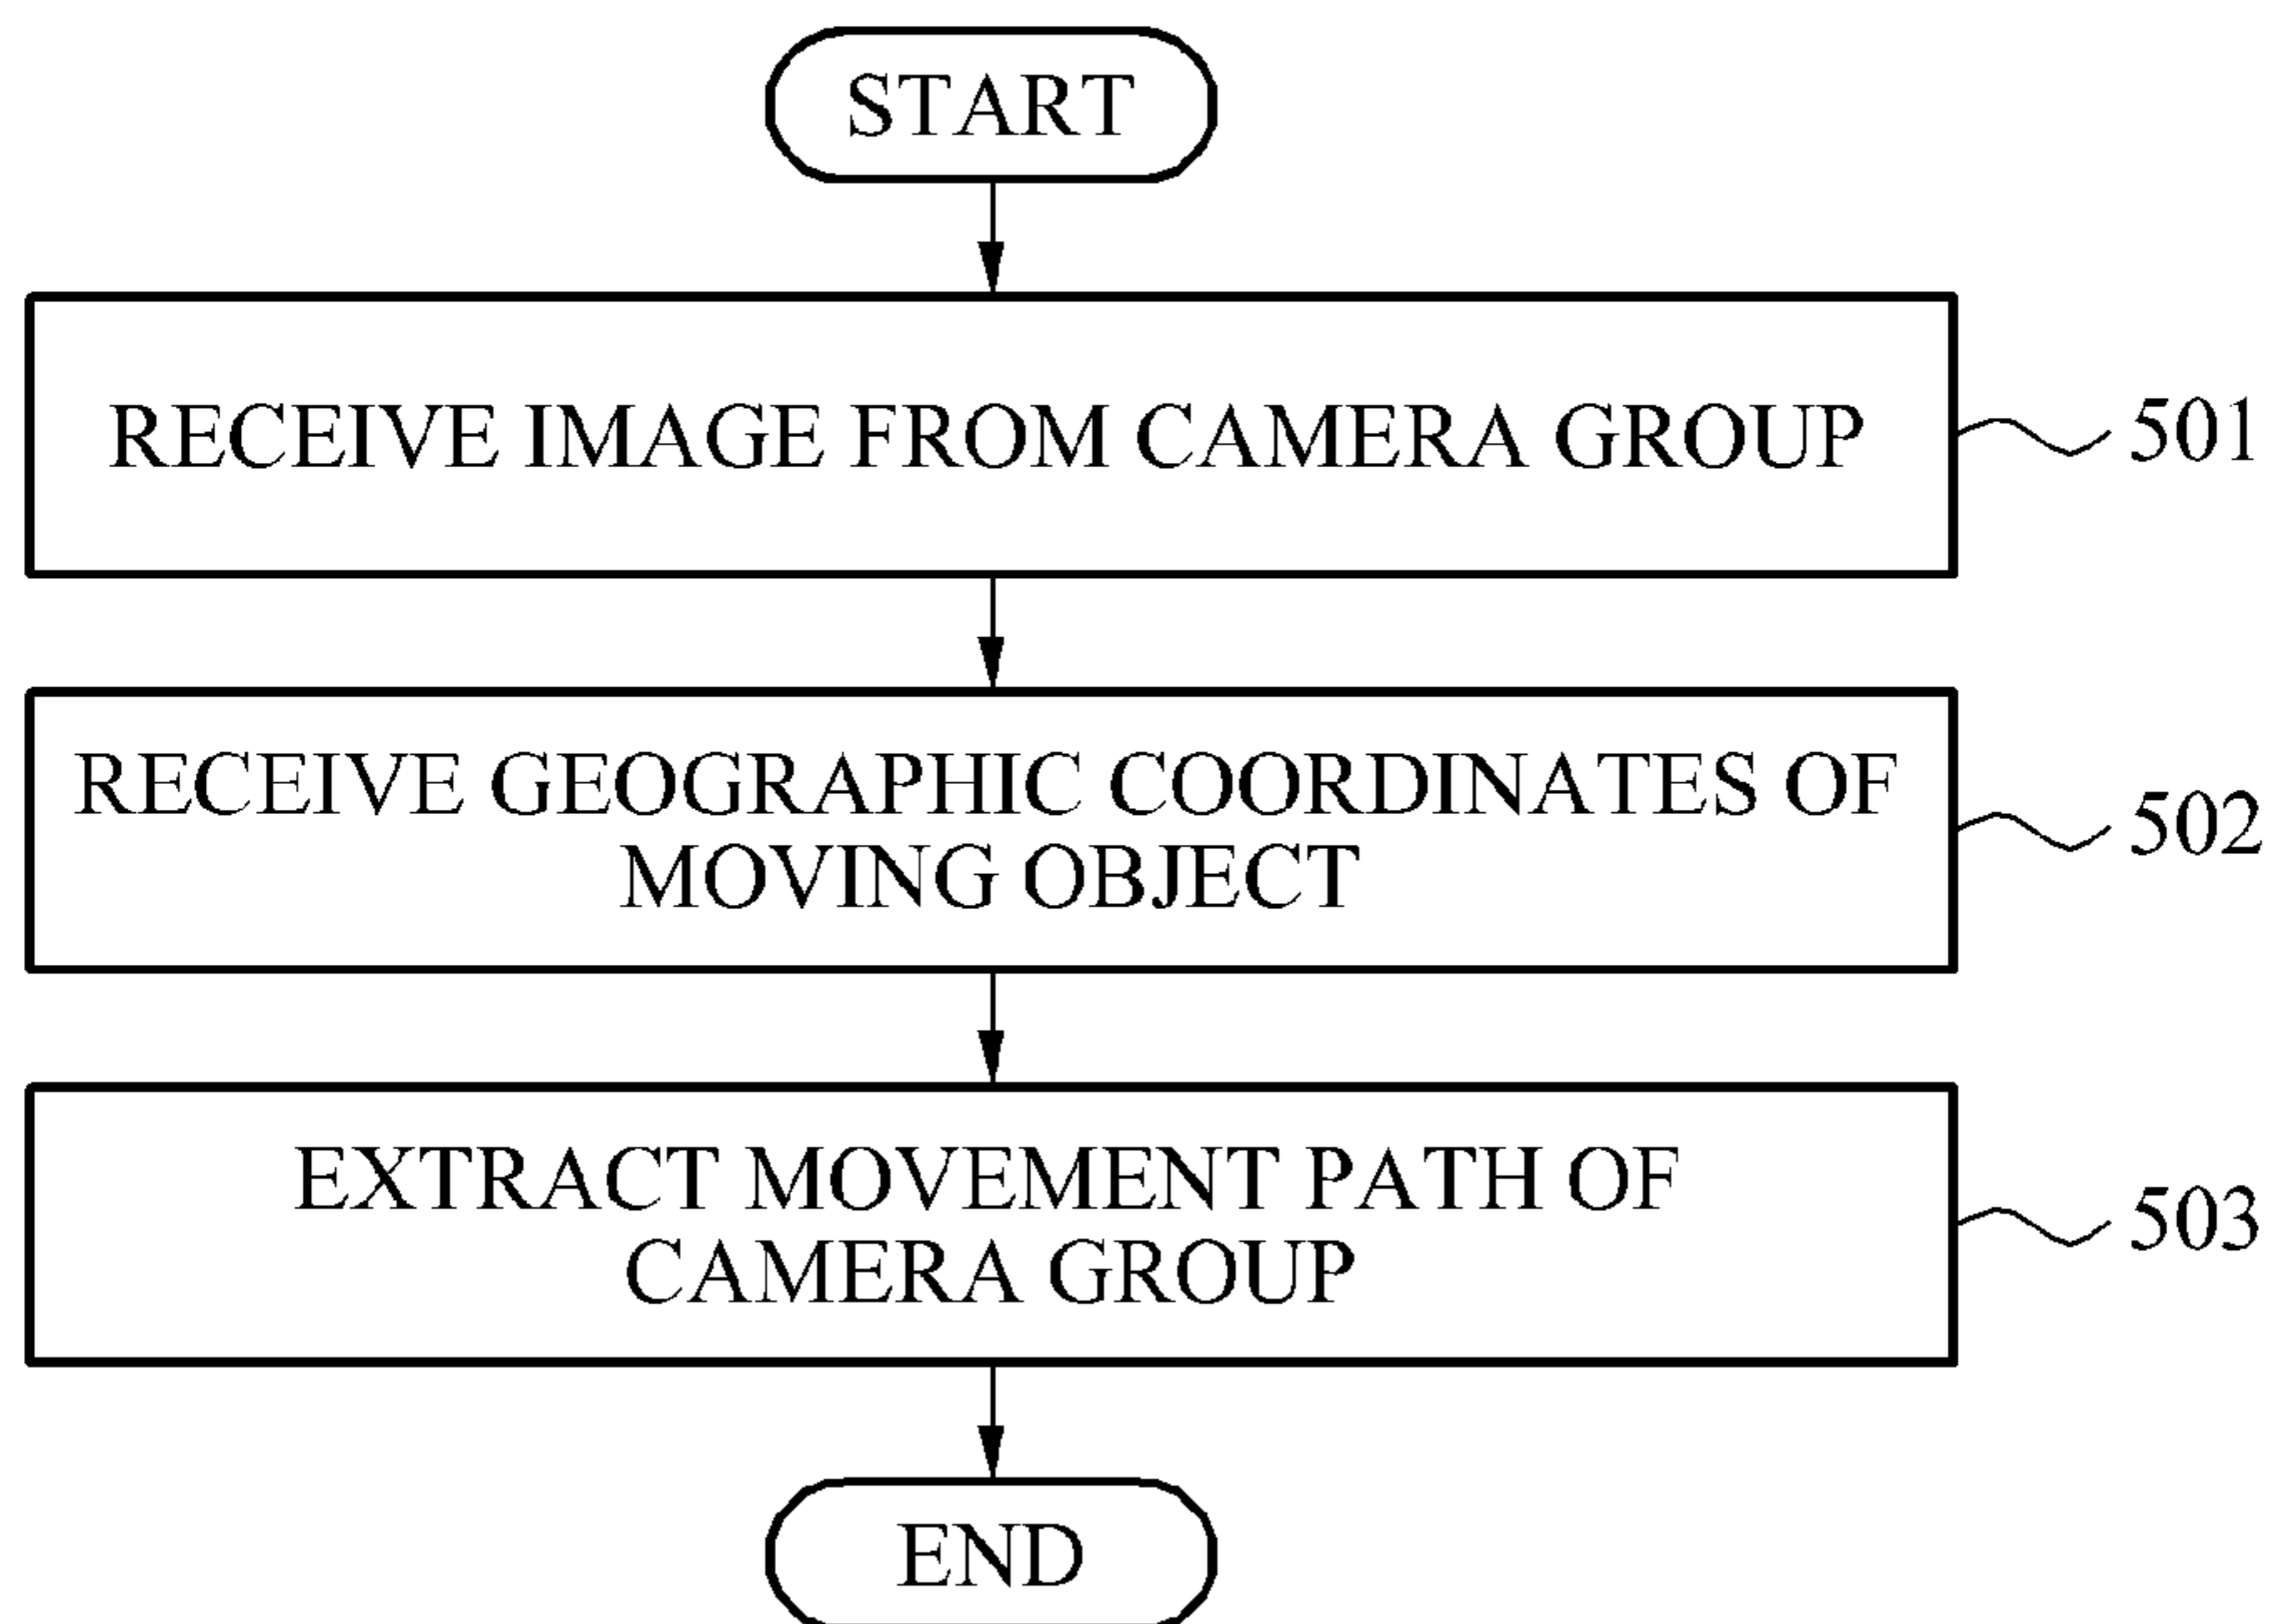 START
RECEIVE IMAGE FROM CAMERA GROUP
501
RECEIVE GEOGRAPHIC COORDINATES OF
MOVING OBJECT
502
EXTRACT MOVEMENT PATH OF
CAMERA GROUP
503
END